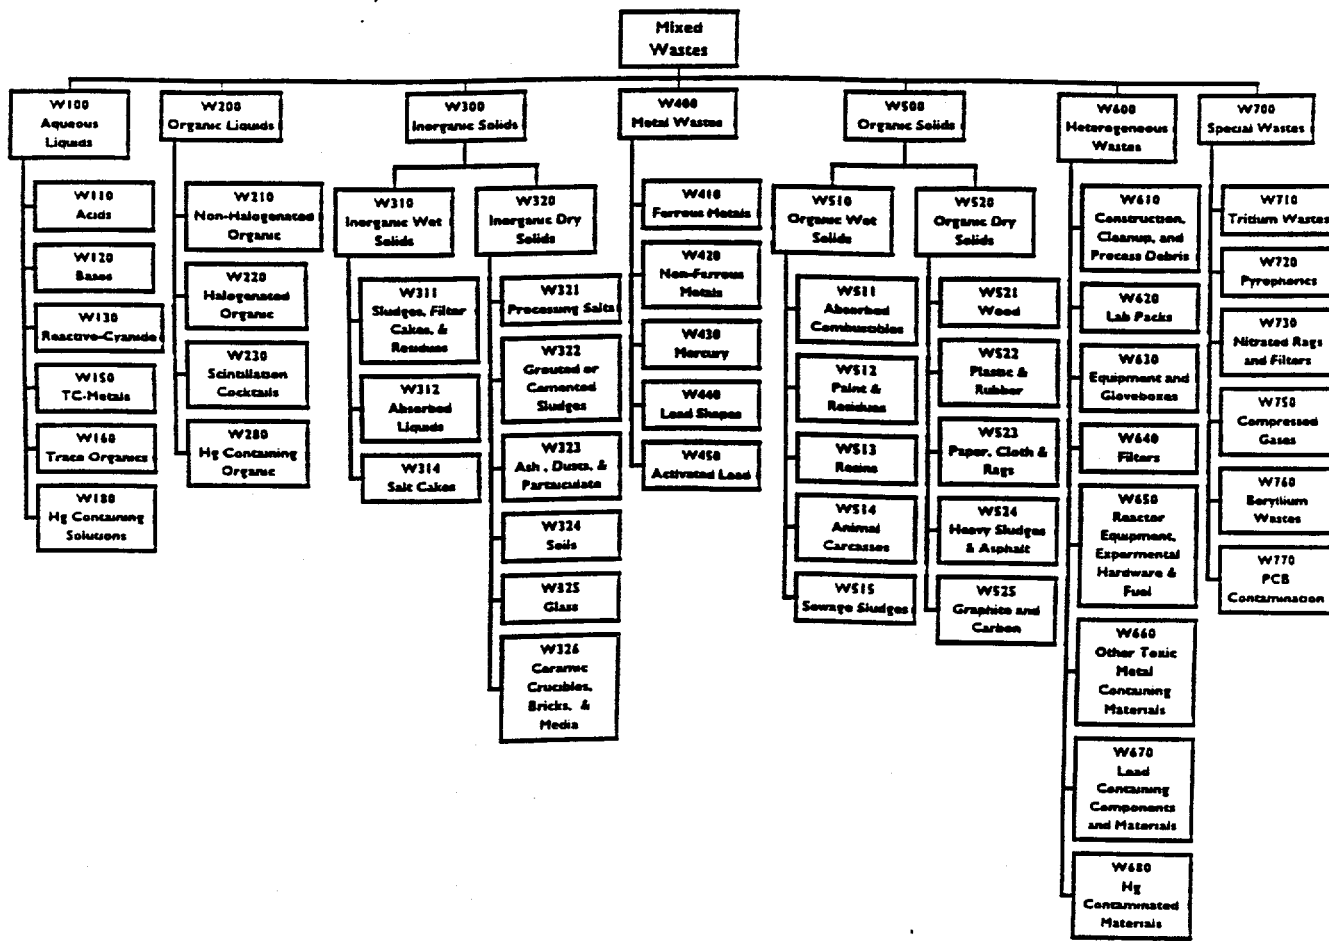 Mixed
Wastes
W100
Aqueous
Liquids
W110
Acids
W120
Bases
W130
Reactive-Cyanide
W150
TC-Metals
W160
Trace Organics
W180
Hg Containing
Solutions
W200
Organic Liquids
W210
Non-Halogenated
Organic
W220
Halogenated
Organic
W230
Scintillation
Cocktails
W280
Hg Containing
Organic
W300
Inorganic Solids
W310
Inorganic Wet
Solids
W311
Sludges, Filter
Cakes, &
Residues
W312
Absorbed
Liquids
W314
Salt Cakes
W320
Inorganic Dry
Solids
W321
Processing Salts
W322
Grouted or
Cemented
Sludges
W323
Ash , Dusts, &
Partaiculate
W324
Soils
W325
Glass
W326
Ceramic
Crucibles,
Bricks, &
Media
W400
Metal Wastes
W410
Ferrous Metals
W420
Non-Ferrous
Metals
W430
Mercury
W440
Lead Shapes
W450
Activated Lead
W500
Organic Solids
W510
Organic Wet
Solids
W511
Absorbed
Combustibles
W512
Paint &
Residues
W513
Resins
W514
Animal
Carcasses
W515
Sewage Sludges
W520
Organic Dry
Solids
W521
Wood
W522
Plastic &
Rubber
W523
Paper, Cloth &
Rags
W524
Heavy Sludges
& Asphalt
W525
Graphite and
Carbon
W600
Heterogeneous
Wastes
W610
Construction,
Cleanup, and
Process Debris
W620
Lab Packs
W630
Equipment and
Gloveboxes
W640
Filters
W650
Reactor
Equipment,
Expermental
Hardware &
Fuel
W660
Other Toxic
Metal
Containing
Materials
W670
Lead
Containing
Components
and Materials
W680
Hg
Contaminated
Materials
W700
Special Wastes
W710
Tritium Wastes
W720
Pyrophorics
W730
Nitrated Rags
and Filters
W750
Compressed
Gases
W760
Beryllium
Wastes
W770
PCB
Contamination